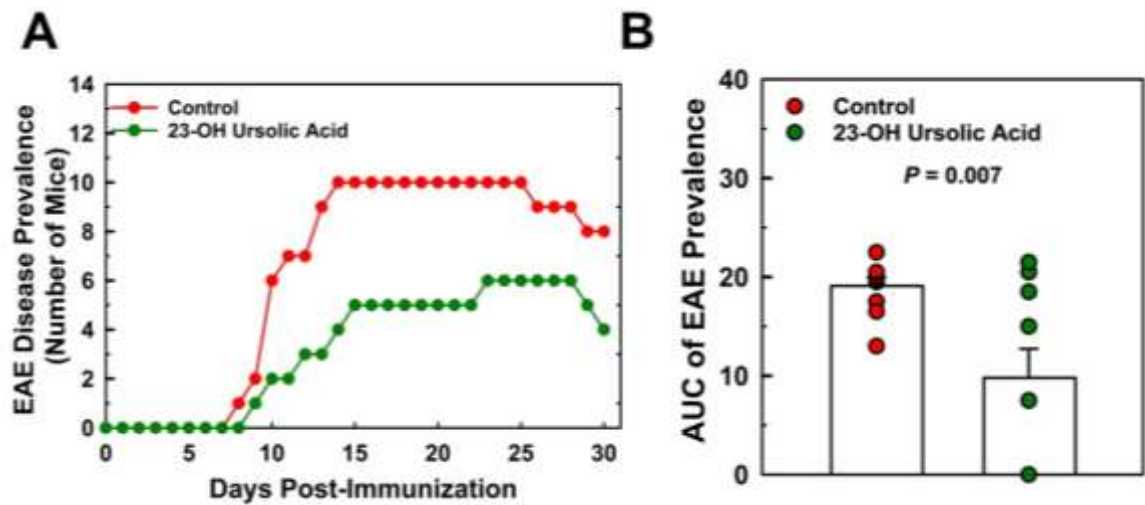 A
EAE Disease Prevalence
(Number of Mice)
14
12
10
8
6
4
2
0
Control
23-OH Ursolic Acid
0 5 10 15 20 25 30
Days Post-Immunization
B
AUC of EAE Prevalence
40
30
20
10
0
Control
23-OH Ursolic Acid
P = 0.007